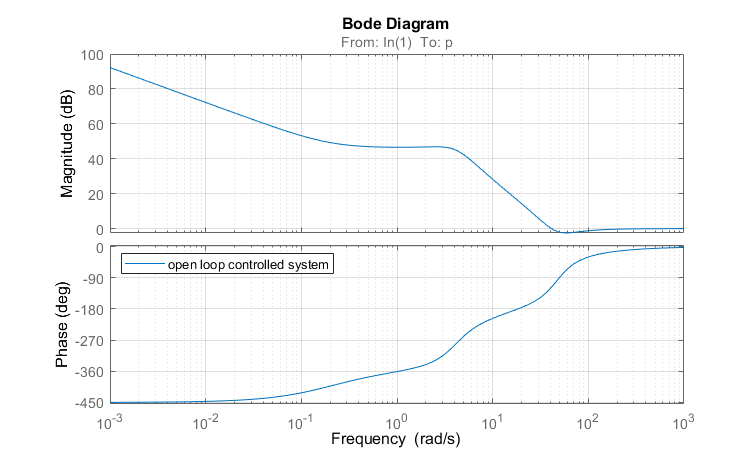 Bode Diagram
From: In(1) To: p
100
80
60
40
20
0
Magnitude (dB)
0
-90
-180
-270
-360
-450
Phase (deg)
open loop controlled system
10^-3 10^-2 10^-1 10^0 10^1 10^2 10^3
Frequency (rad/s)